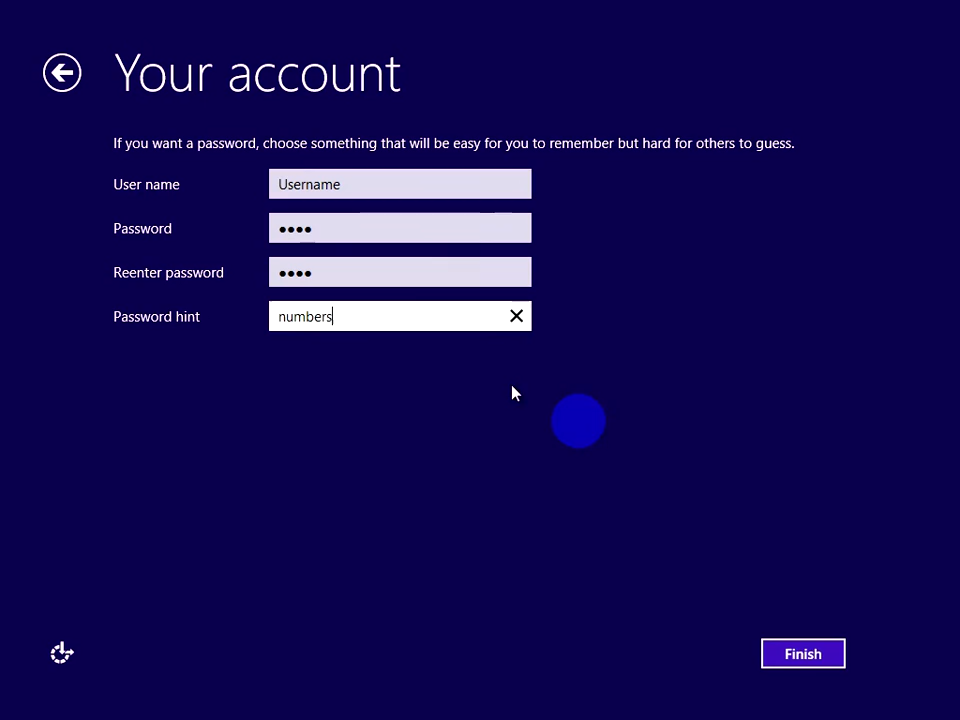 Your account
If you want a password, choose something that will be easy for you to remember but hard for others to guess.
User name Username
Password ••••
Reenter password ••••
Password hint numbers
Finish